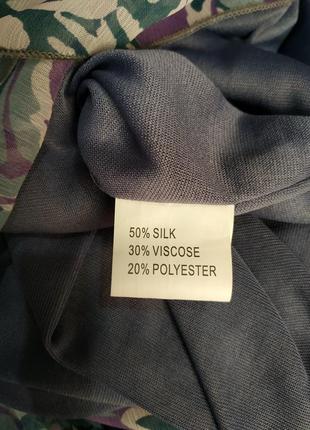 50% SILK
30% VISCOSE
20% POLYESTER